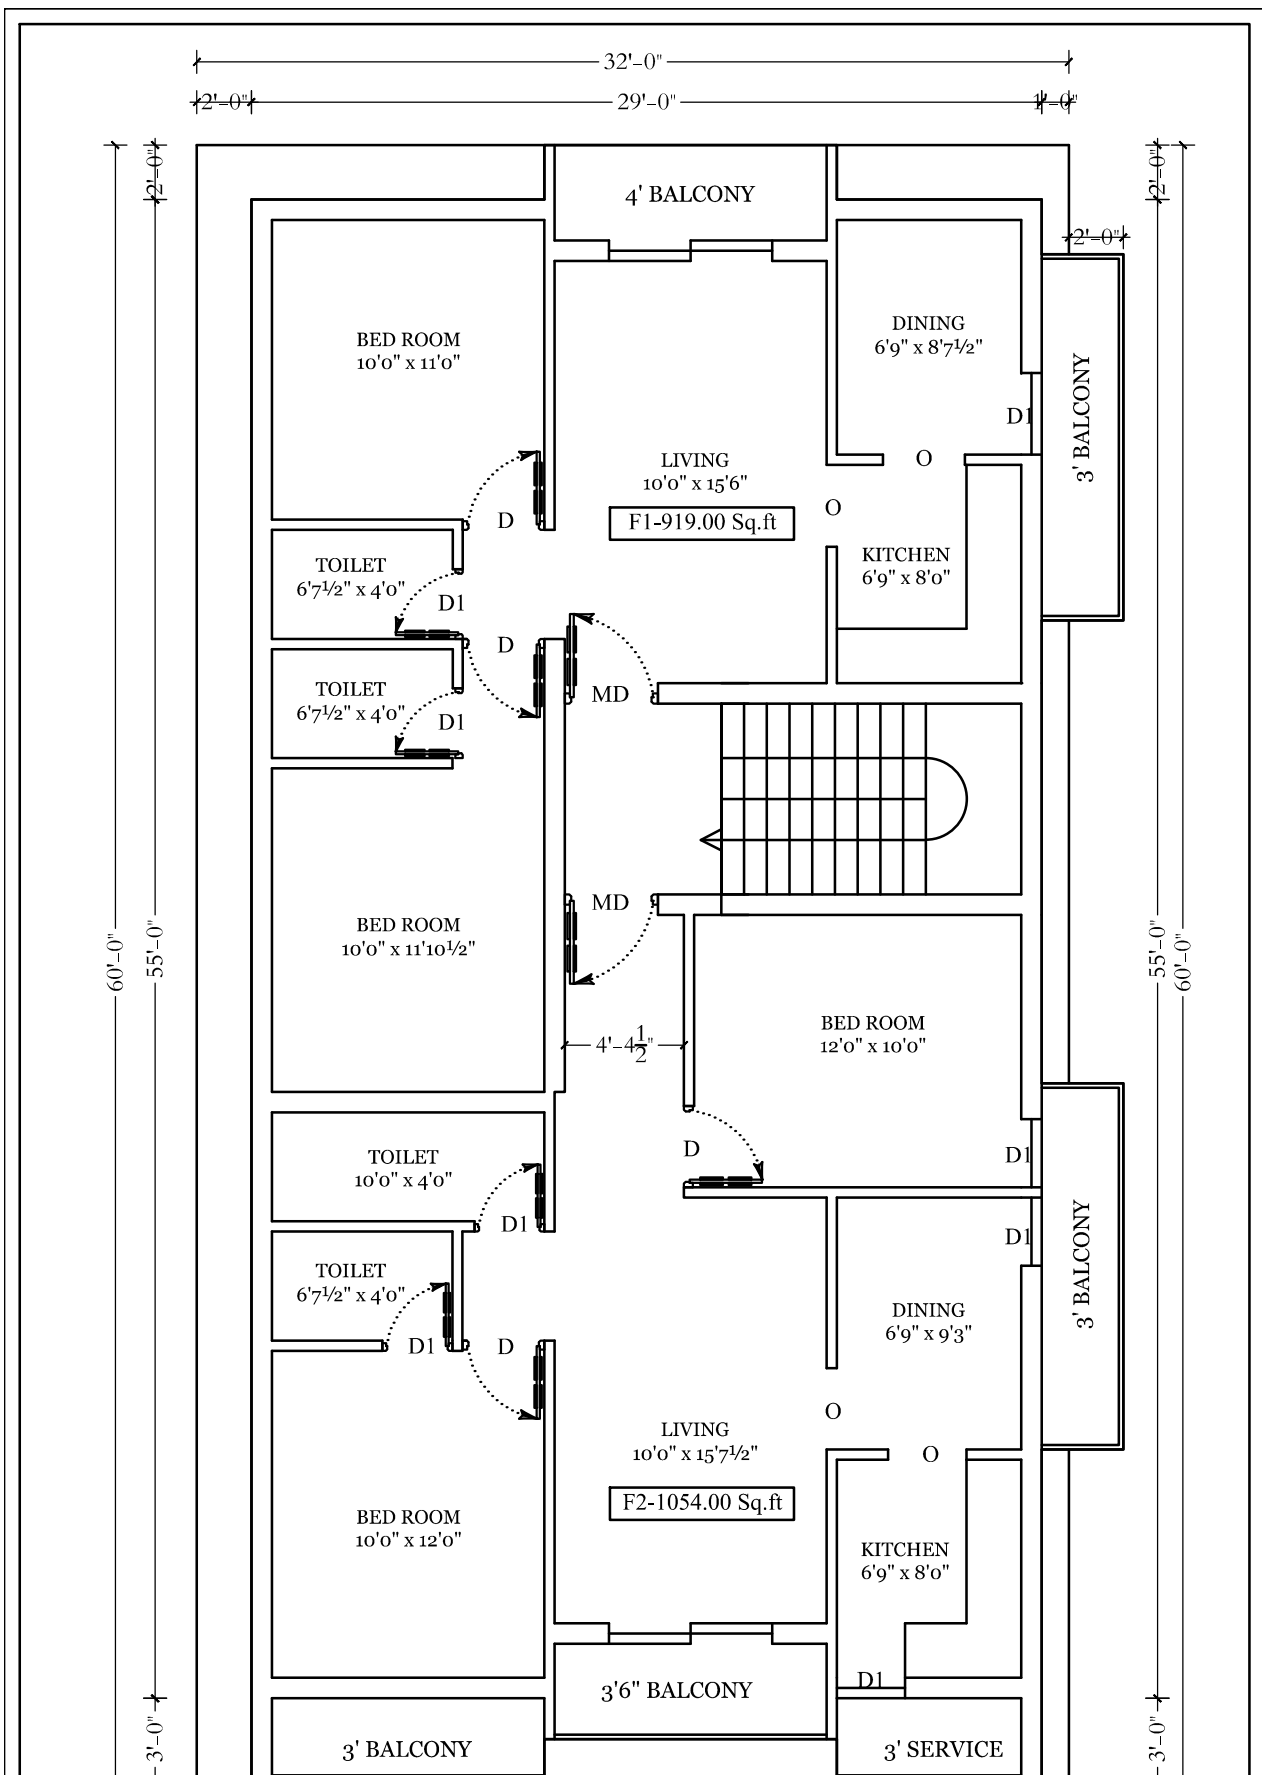 32'-0"
2'-0"
29'-0"
1'-0"
2'-0"
2'-0"
4' BALCONY
2'-0"
BED ROOM
10'0" x 11'0"
DINING
6'9" x 8'7½"
3' BALCONY
D1
LIVING
10'0" x 15'6"
O
F1-919.00 Sq.ft
O
D
KITCHEN
6'9" x 8'0"
TOILET
6'7½" x 4'0"
D1
D
TOILET
6'7½" x 4'0"
D1
MD
MD
BED ROOM
10'0" x 11'10½"
60'-0"
55'-0"
55'-0"
60'-0"
BED ROOM
12'0" x 10'0"
4'-4½"
D
D1
TOILET
10'0" x 4'0"
D1
D1
3' BALCONY
TOILET
6'7½" x 4'0"
D1
D
DINING
6'9" x 9'3"
O
LIVING
10'0" x 15'7½"
O
F2-1054.00 Sq.ft
BED ROOM
10'0" x 12'0"
KITCHEN
6'9" x 8'0"
D1
3'6" BALCONY
3'-0"
3' BALCONY
3' SERVICE
3'-0"